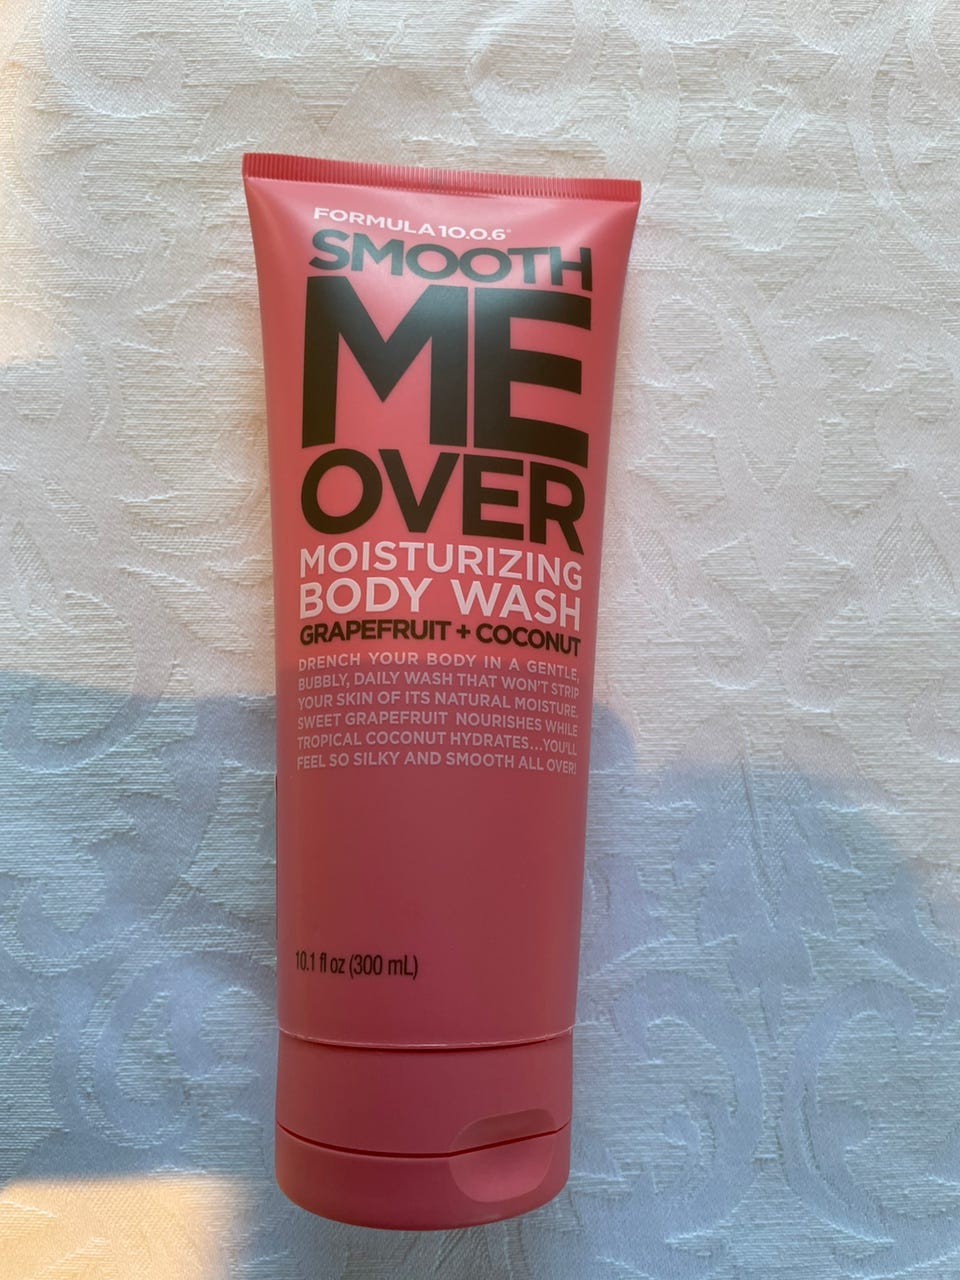 FORMULA 10.0.6®
SMOOTH
ME
OVER
MOISTURIZING
BODY WASH
GRAPEFRUIT + COCONUT
DRENCH YOUR BODY IN A GENTLE,
BUBBLY, DAILY WASH THAT WON'T STRIP
YOUR SKIN OF ITS NATURAL MOISTURE.
SWEET GRAPEFRUIT NOURISHES WHILE
TROPICAL COCONUT HYDRATES...YOU'LL
FEEL SO SILKY AND SMOOTH ALL OVER!
10.1 fl oz (300 mL)